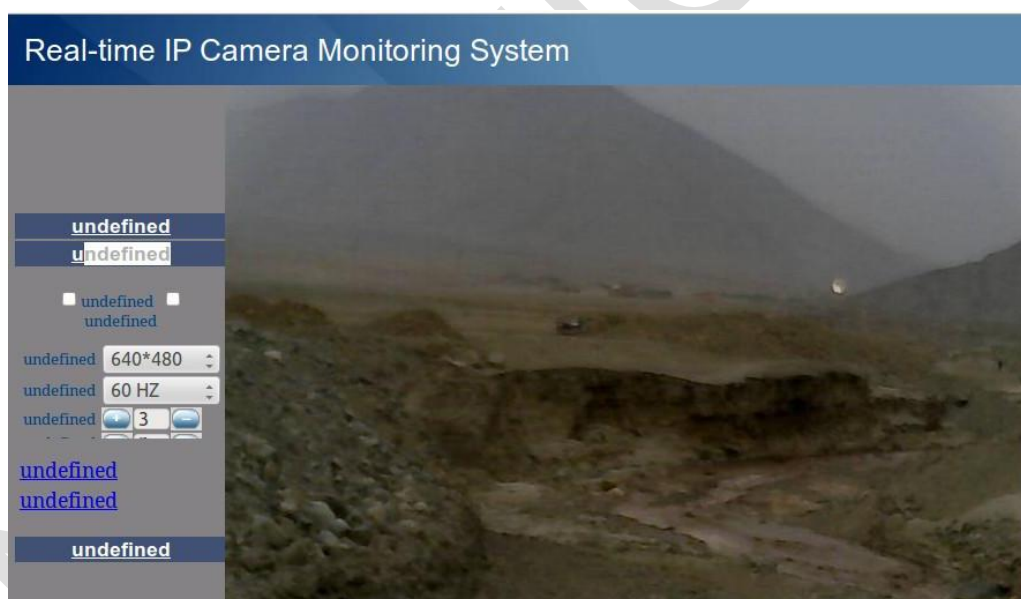 Real-time IP Camera Monitoring System
undefined
undefined
undefined
undefined
undefined 640*480
undefined 60 HZ
undefined + 3 −
undefined
undefined
undefined